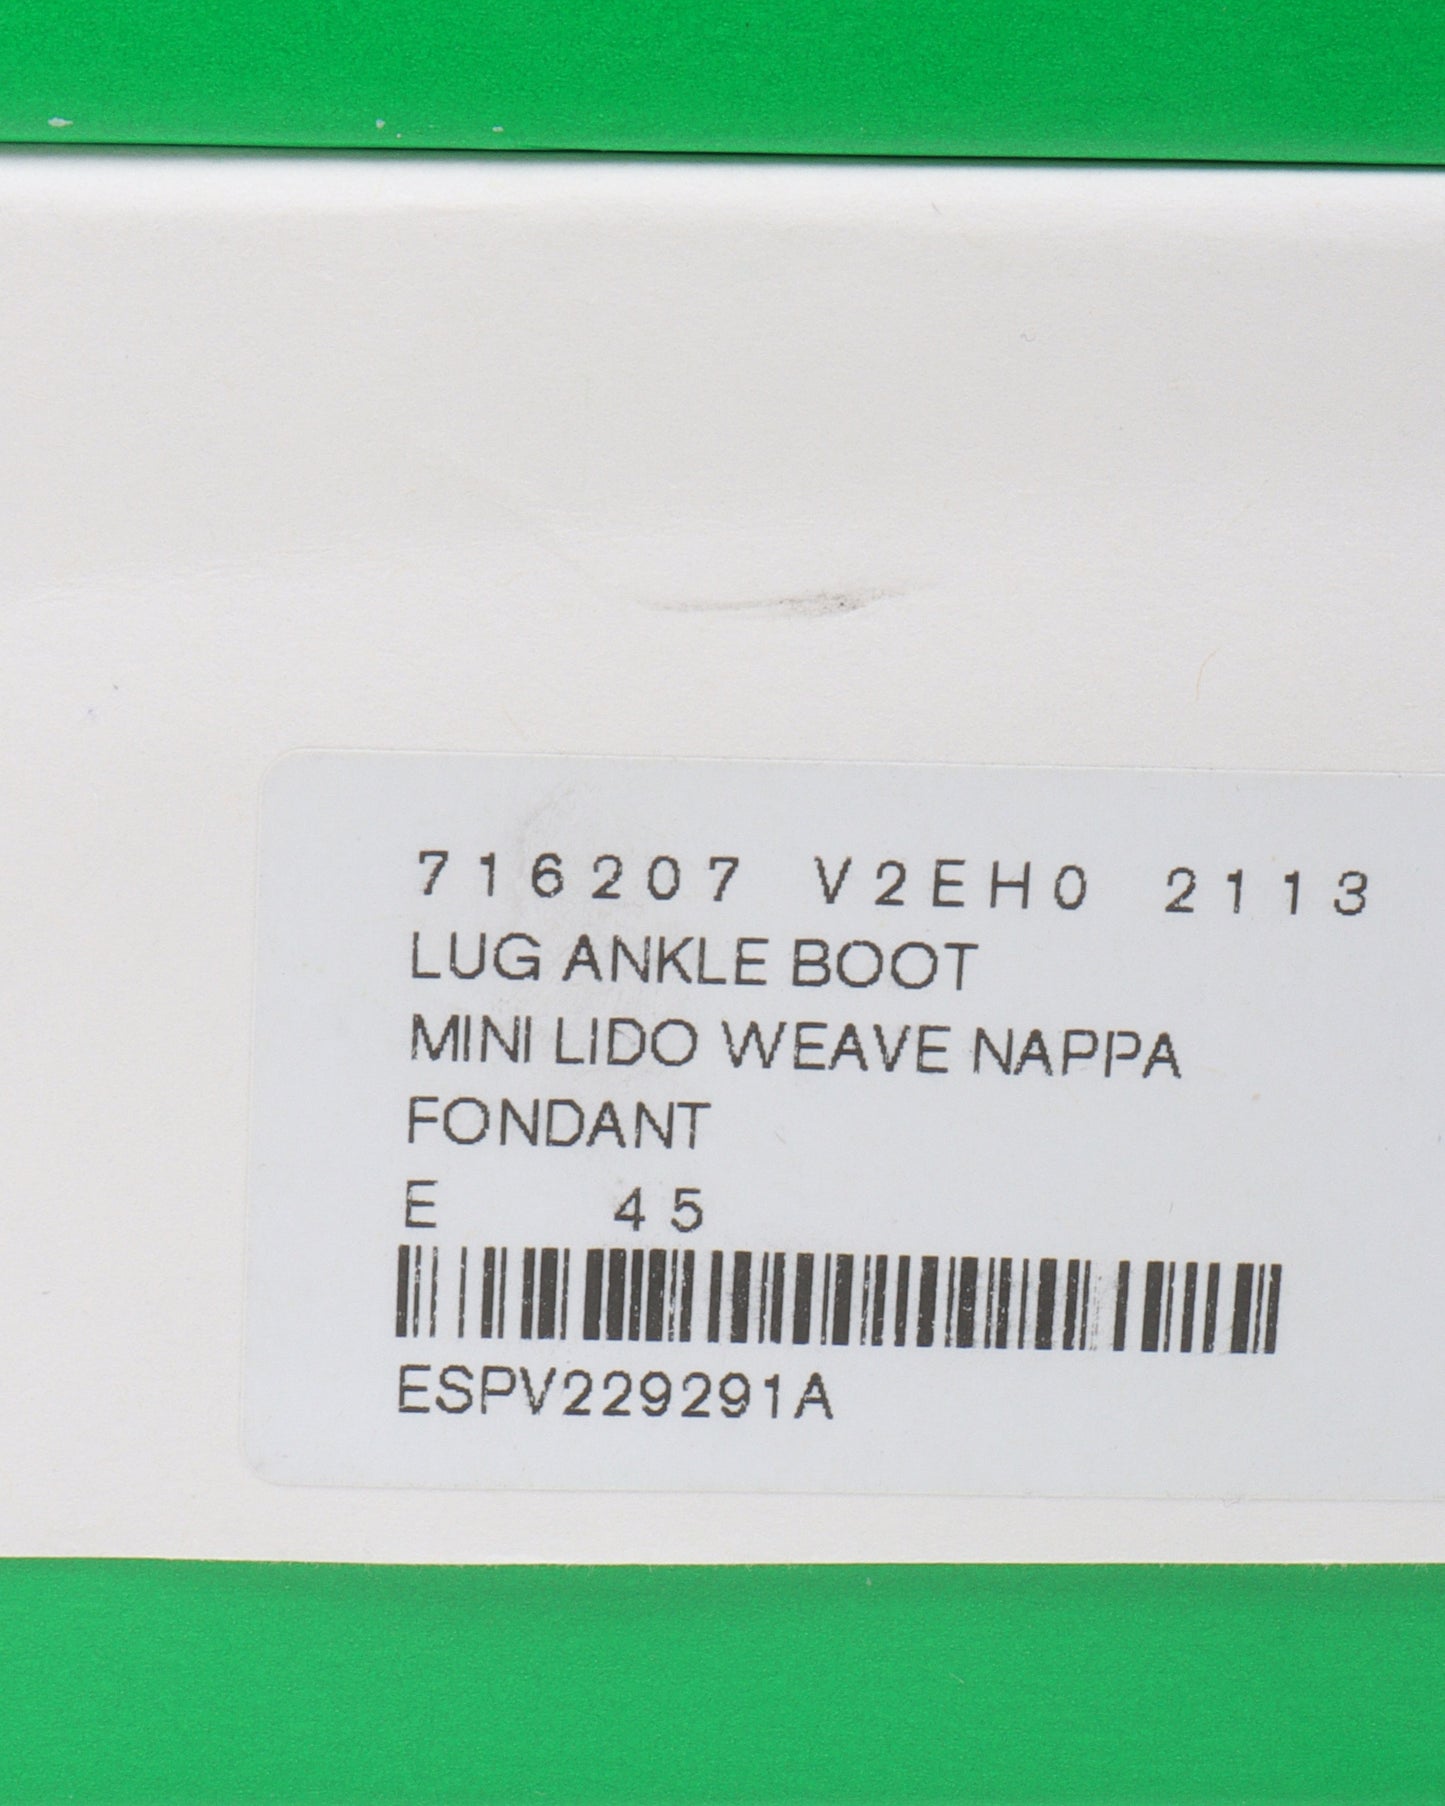 716207 V2EH0 2113
LUG ANKLE BOOT
MINI LIDO WEAVE NAPPA
FONDANT
E 45
ESPV229291A